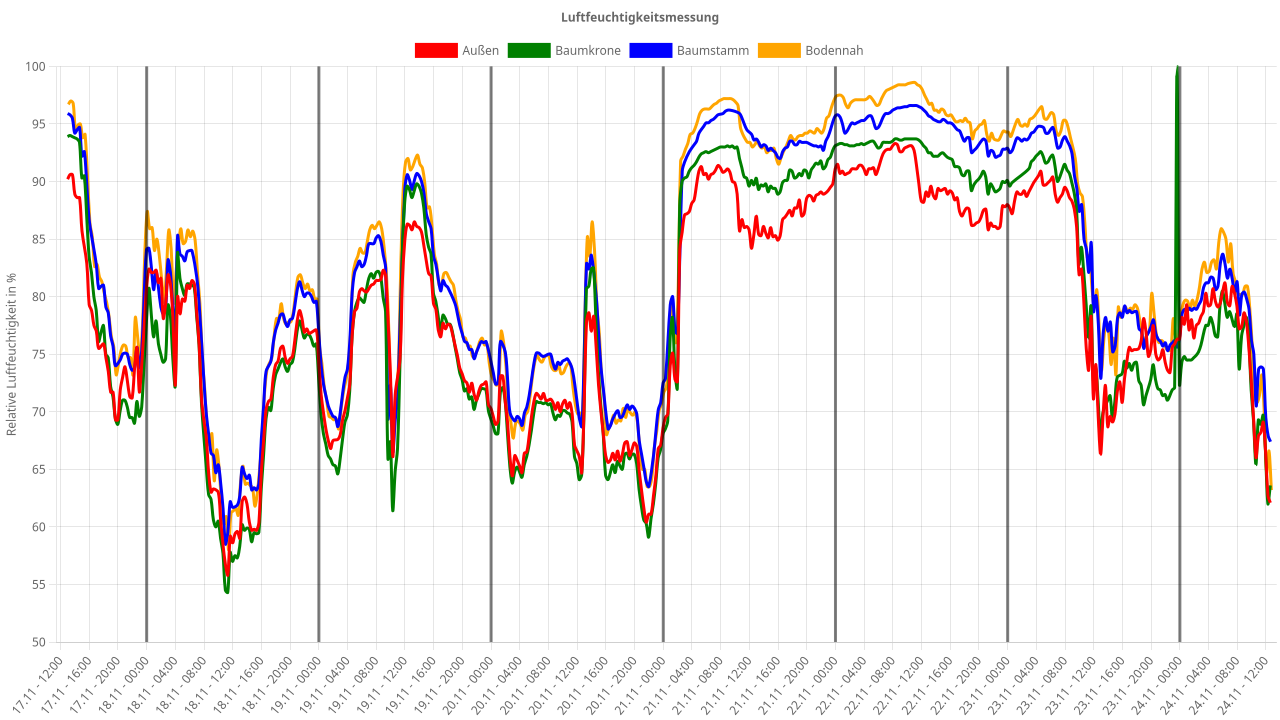 Luftfeuchtigkeitsmessung
Außen Baumkrone Baumstamm Bodennah
Relative Luftfeuchtigkeit in %
100
95
90
85
80
75
70
65
60
55
50
17.11 - 12:00
17.11 - 16:00
17.11 - 20:00
18.11 - 00:00
18.11 - 04:00
18.11 - 08:00
18.11 - 12:00
18.11 - 16:00
18.11 - 20:00
19.11 - 00:00
19.11 - 04:00
19.11 - 08:00
19.11 - 12:00
19.11 - 16:00
19.11 - 20:00
20.11 - 00:00
20.11 - 04:00
20.11 - 08:00
20.11 - 12:00
20.11 - 16:00
20.11 - 20:00
21.11 - 00:00
21.11 - 04:00
21.11 - 08:00
21.11 - 12:00
21.11 - 16:00
21.11 - 20:00
22.11 - 00:00
22.11 - 04:00
22.11 - 08:00
22.11 - 12:00
22.11 - 16:00
22.11 - 20:00
23.11 - 00:00
23.11 - 04:00
23.11 - 08:00
23.11 - 12:00
23.11 - 16:00
23.11 - 20:00
24.11 - 00:00
24.11 - 04:00
24.11 - 08:00
24.11 - 12:00